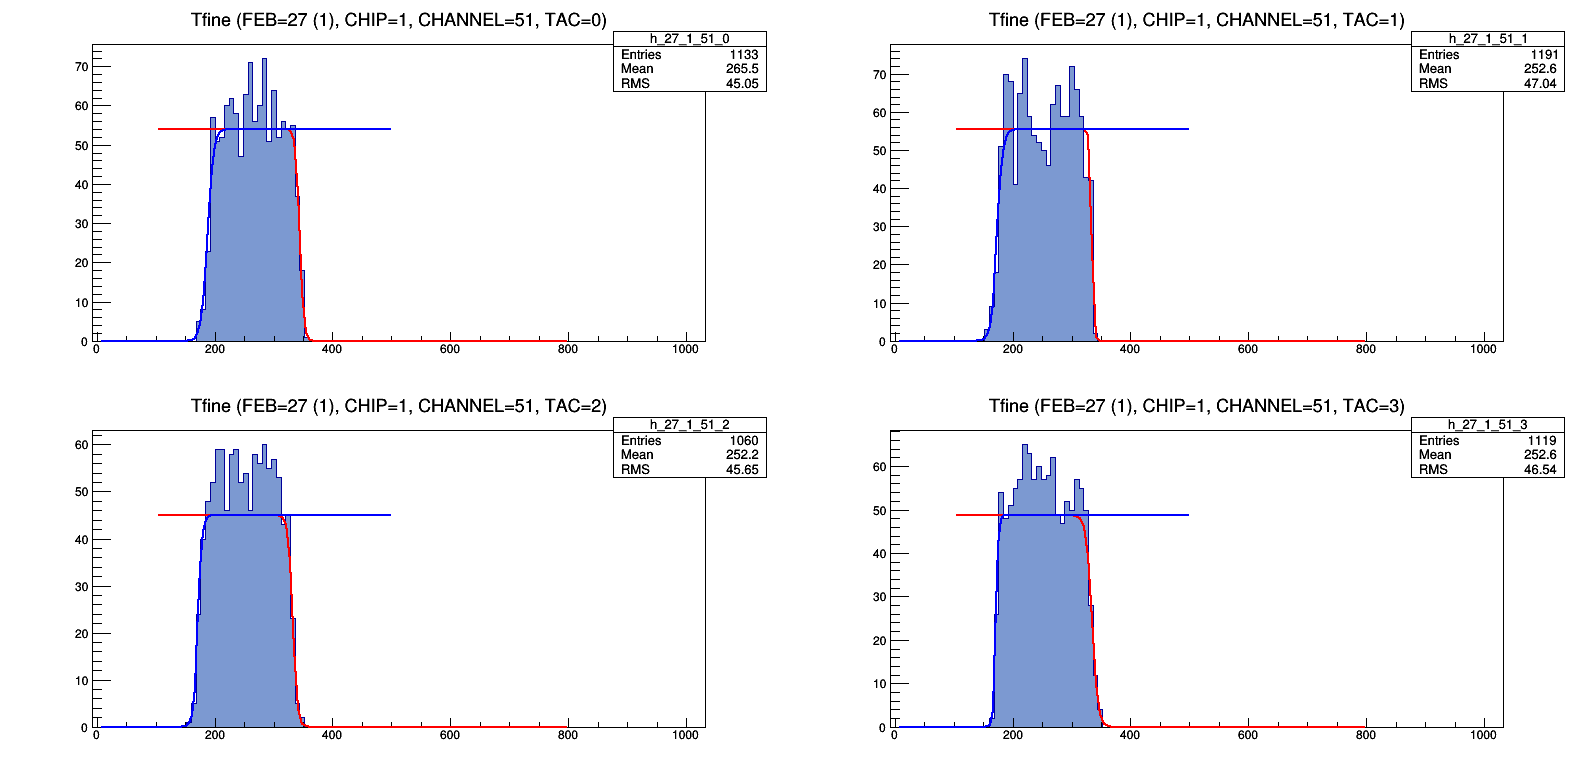 Tfine (FEB=27 (1), CHIP=1, CHANNEL=51, TAC=0)
h_27_1_51_0
Entries 1133
Mean 265.5
RMS 45.05
70
60
50
40
30
20
10
0
0 200 400 600 800 1000
Tfine (FEB=27 (1), CHIP=1, CHANNEL=51, TAC=1)
h_27_1_51_1
Entries 1191
Mean 252.6
RMS 47.04
70
60
50
40
30
20
10
0
0 200 400 600 800 1000
Tfine (FEB=27 (1), CHIP=1, CHANNEL=51, TAC=2)
h_27_1_51_2
Entries 1060
Mean 252.2
RMS 45.65
60
50
40
30
20
10
0
0 200 400 600 800 1000
Tfine (FEB=27 (1), CHIP=1, CHANNEL=51, TAC=3)
h_27_1_51_3
Entries 1119
Mean 252.6
RMS 46.54
60
50
40
30
20
10
0
0 200 400 600 800 1000